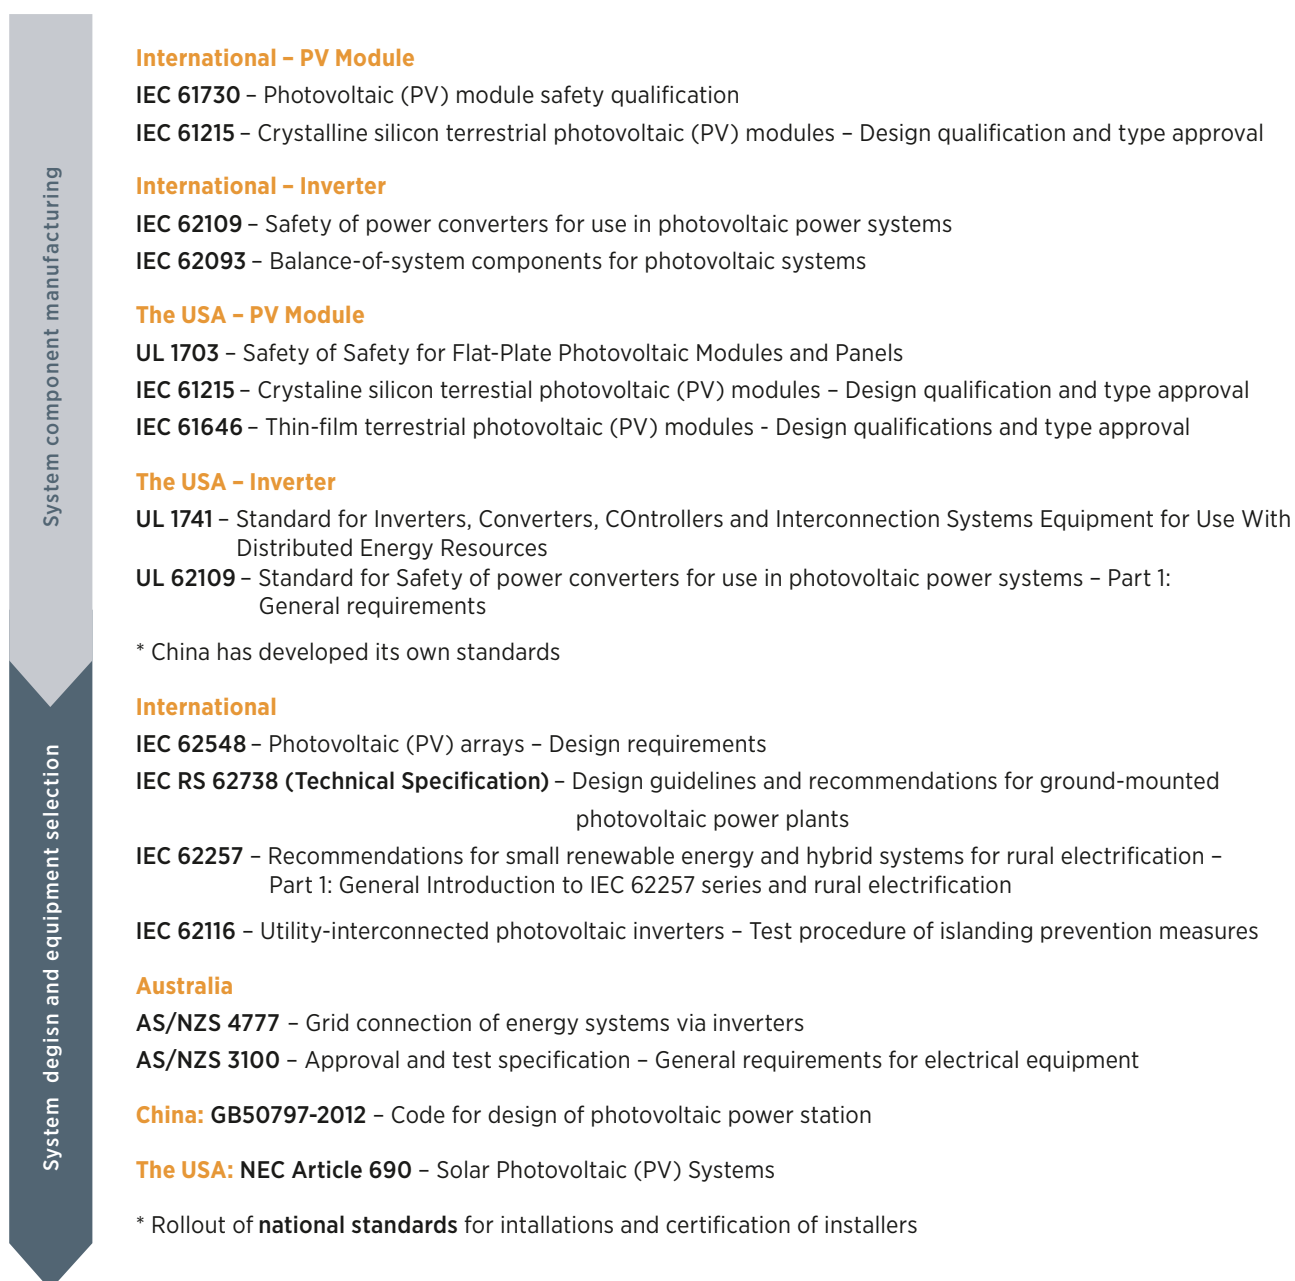 System component manufacturing
International – PV Module
IEC 61730 – Photovoltaic (PV) module safety qualification
IEC 61215 – Crystalline silicon terrestrial photovoltaic (PV) modules – Design qualification and type approval
International – Inverter
IEC 62109 – Safety of power converters for use in photovoltaic power systems
IEC 62093 – Balance-of-system components for photovoltaic systems
The USA – PV Module
UL 1703 – Safety of Safety for Flat-Plate Photovoltaic Modules and Panels
IEC 61215 – Crystaline silicon terrestial photovoltaic (PV) modules – Design qualification and type approval
IEC 61646 – Thin-film terrestrial photovoltaic (PV) modules - Design qualifications and type approval
The USA – Inverter
UL 1741 – Standard for Inverters, Converters, COntrollers and Interconnection Systems Equipment for Use With
Distributed Energy Resources
UL 62109 – Standard for Safety of power converters for use in photovoltaic power systems – Part 1:
General requirements
* China has developed its own standards
System degisn and equipment selection
International
IEC 62548 – Photovoltaic (PV) arrays – Design requirements
IEC RS 62738 (Technical Specification) – Design guidelines and recommendations for ground-mounted
photovoltaic power plants
IEC 62257 – Recommendations for small renewable energy and hybrid systems for rural electrification –
Part 1: General Introduction to IEC 62257 series and rural electrification
IEC 62116 – Utility-interconnected photovoltaic inverters – Test procedure of islanding prevention measures
Australia
AS/NZS 4777 – Grid connection of energy systems via inverters
AS/NZS 3100 – Approval and test specification – General requirements for electrical equipment
China: GB50797-2012 – Code for design of photovoltaic power station
The USA: NEC Article 690 – Solar Photovoltaic (PV) Systems
* Rollout of national standards for intallations and certification of installers